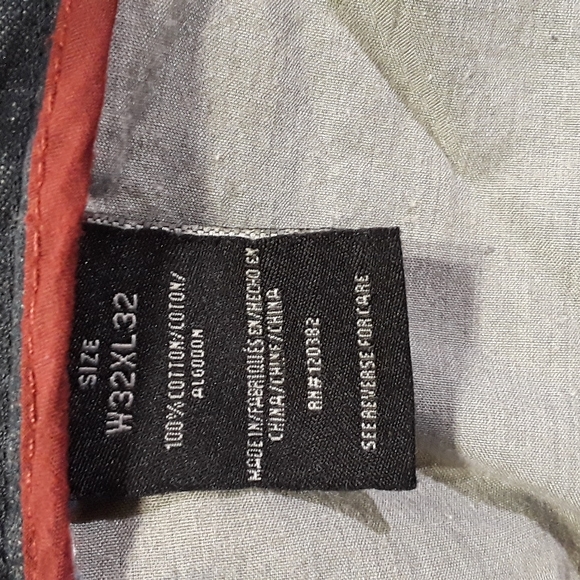 SIZE
W32XL32
100%COTTON/COTON/
ALGODON
MADE IN/FABRIQUÉS EN/HECHO EN
CHINA/CHINE/CHINA
RN#120382
SEE REVERSE FOR CARE